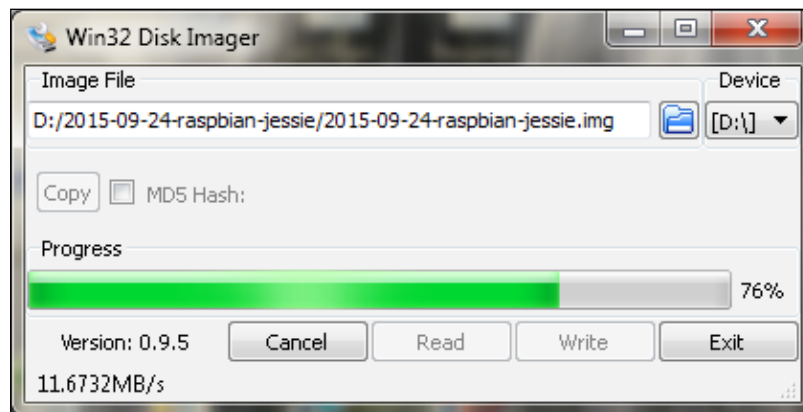 Win32 Disk Imager
Image File
Device
D:/2015-09-24-raspbian-jessie/2015-09-24-raspbian-jessie.img
[D:\]
Copy
MD5 Hash:
Progress
76%
Version: 0.9.5
Cancel
Read
Write
Exit
11.6732MB/s